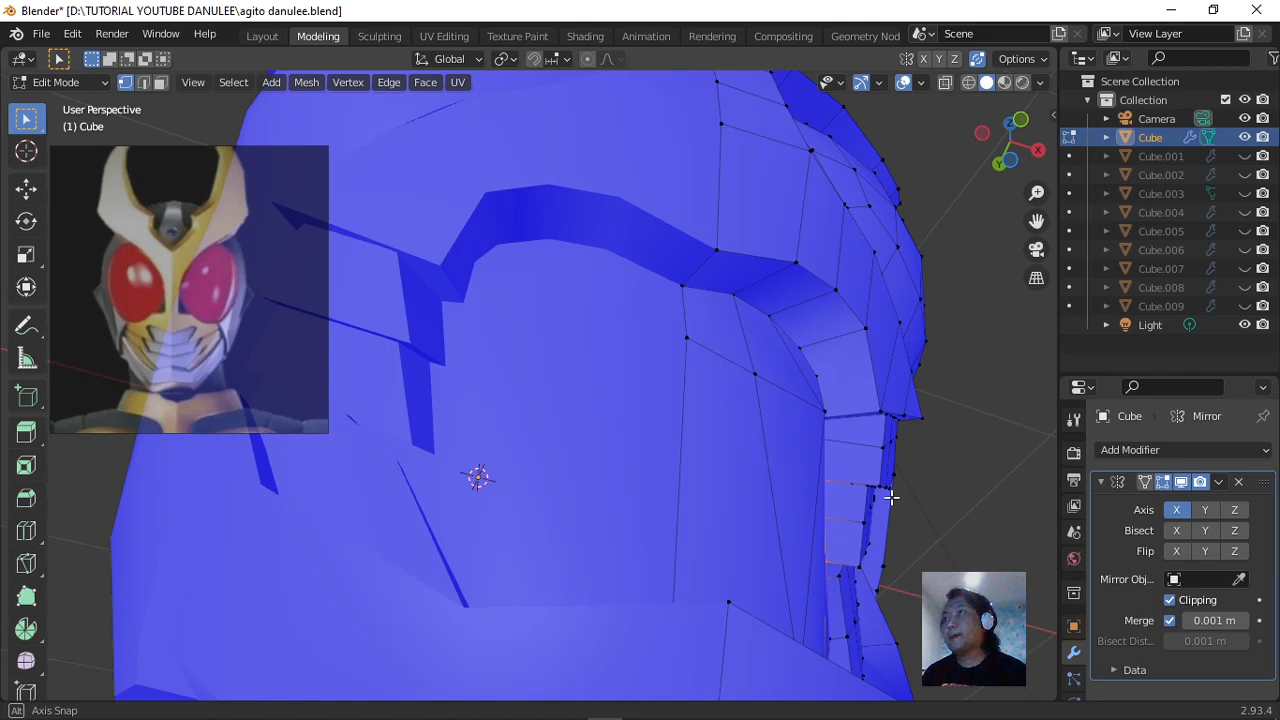 Blender* [D:\TUTORIAL YOUTUBE DANULEE\agito danulee.blend]
File Edit Render Window Help Layout Modeling Sculpting UV Editing Texture Paint Shading Animation Rendering Compositing Geometry Nod Scene View Layer
Global X Y Z Options
Edit Mode View Select Add Mesh Vertex Edge Face UV
User Perspective
(1) Cube
Scene Collection
Collection
Camera
Cube
Cube.001
Cube.002
Cube.003
Cube.004
Cube.005
Cube.006
Cube.007
Cube.008
Cube.009
Light
Z
X
Y
Cube Mirror
Add Modifier
Axis X Y Z
Bisect X Y Z
Flip X Y Z
Mirror Obj...
Clipping
Merge 0.001 m
Bisect Dist... 0.001 m
Data
Alt Axis Snap 2.93.4